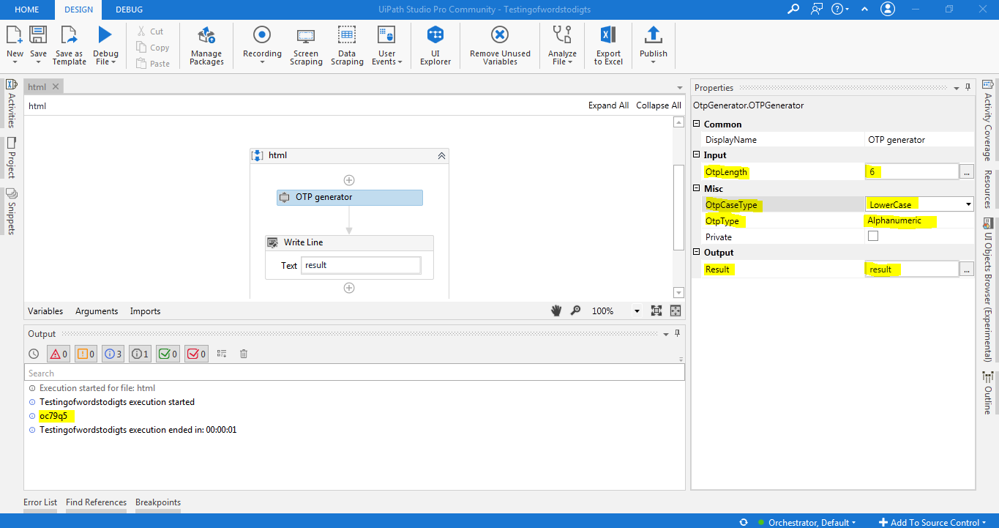 HOME DESIGN DEBUG UiPath Studio Pro Community - Testingofwordstodigts
New Save Save as Template Debug File
Cut
Copy
Paste
Manage Packages
Recording Screen Scraping Data Scraping User Events
UI Explorer
Remove Unused Variables
Analyze File
Export to Excel
Publish
Activities
Project
Snippets
html
html Expand All Collapse All
html
OTP generator
Write Line
Text result
Variables Arguments Imports 100%
Output
0 0 3 1 0 0
Search
Execution started for file: html
Testingofwordstodigts execution started
oc79q5
Testingofwordstodigts execution ended in: 00:00:01
Error List Find References Breakpoints
Properties
OtpGenerator.OTPGenerator
Common
DisplayName OTP generator
Input
OtpLength 6 ...
Misc
OtpCaseType LowerCase
OtpType Alphanumeric
Private
Output
Result result ...
Activity Coverage
Resources
UI Objects Browser (Experimental)
Outline
Orchestrator, Default Add To Source Control